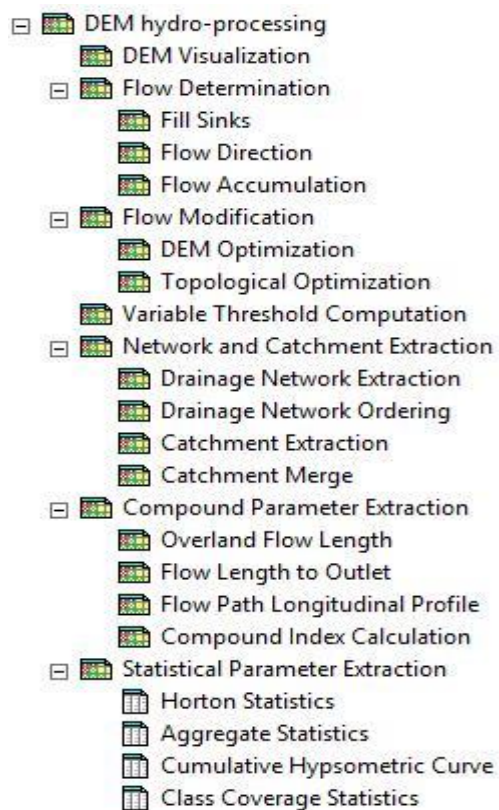 DEM hydro-processing
DEM Visualization
Flow Determination
Fill Sinks
Flow Direction
Flow Accumulation
Flow Modification
DEM Optimization
Topological Optimization
Variable Threshold Computation
Network and Catchment Extraction
Drainage Network Extraction
Drainage Network Ordering
Catchment Extraction
Catchment Merge
Compound Parameter Extraction
Overland Flow Length
Flow Length to Outlet
Flow Path Longitudinal Profile
Compound Index Calculation
Statistical Parameter Extraction
Horton Statistics
Aggregate Statistics
Cumulative Hypsometric Curve
Class Coverage Statistics